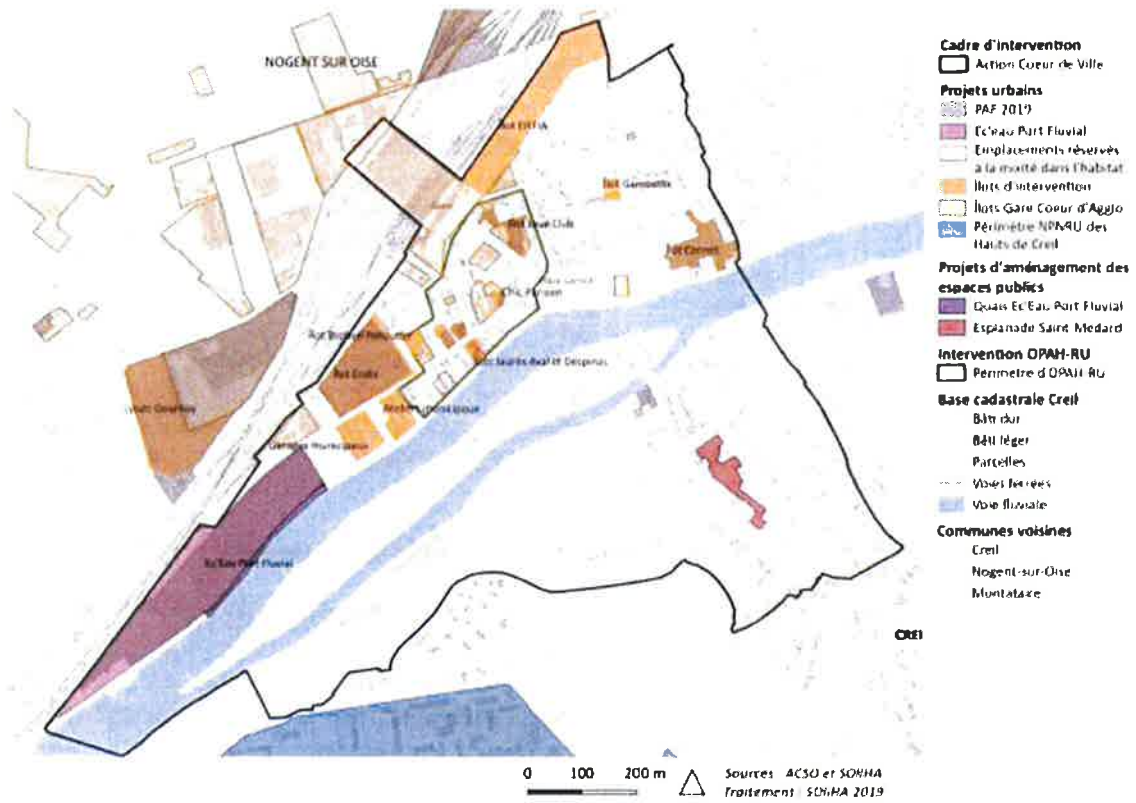 NOGENT SUR OISE
Îlot Gambetta
Îlot Carnot
Chic Parisien
Ec'Eau Port Fluvial
CREI
Cadre d'intervention
Action Coeur de Ville
Projets urbains
PAF 2019
Ec'eau Port Fluvial
Emplacements réservés
à la mixité dans l'habitat
Îlots d'intervention
Îlots Gare Coeur d'Agglo
Périmètre NPNRU des
Hauts de Creil
Projets d'aménagement des
espaces publics
Quais Ec'Eau Port Fluvial
Esplanade Saint Médard
Intervention OPAH-RU
Périmètre d'OPAH-RU
Base cadastrale Creil
Bâti dur
Bâti léger
Parcelles
Voies ferrées
Voie fluviale
Communes voisines
Creil
Nogent-sur-Oise
Montataire
0 100 200 m
Sources : ACSO et SOliHA
Traitement : SOliHA 2019